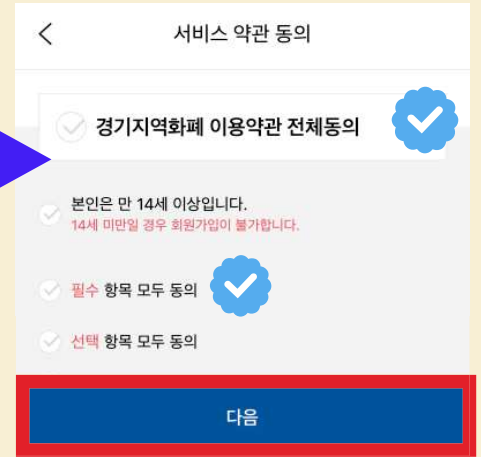 서비스 약관 동의
경기지역화폐 이용약관 전체동의
본인은 만 14세 이상입니다.
14세 미만일 경우 회원가입이 불가합니다.
필수 항목 모두 동의
선택 항목 모두 동의
다음